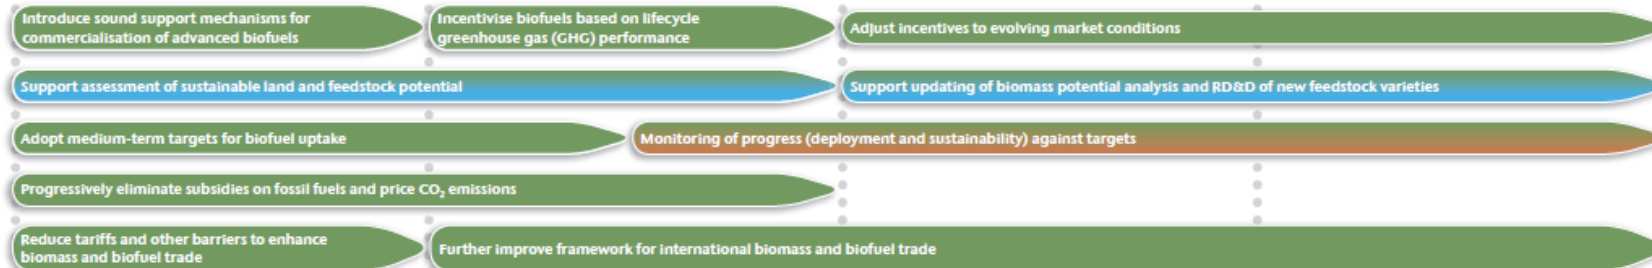 Introduce sound support mechanisms for
commercialisation of advanced biofuels
Incentivise biofuels based on lifecycle
greenhouse gas (GHG) performance
Adjust incentives to evolving market conditions
Support assessment of sustainable land and feedstock potential
Support updating of biomass potential analysis and RD&D of new feedstock varieties
Adopt medium-term targets for biofuel uptake
Monitoring of progress (deployment and sustainability) against targets
Progressively eliminate subsidies on fossil fuels and price CO₂ emissions
Reduce tariffs and other barriers to enhance
biomass and biofuel trade
Further improve framework for international biomass and biofuel trade